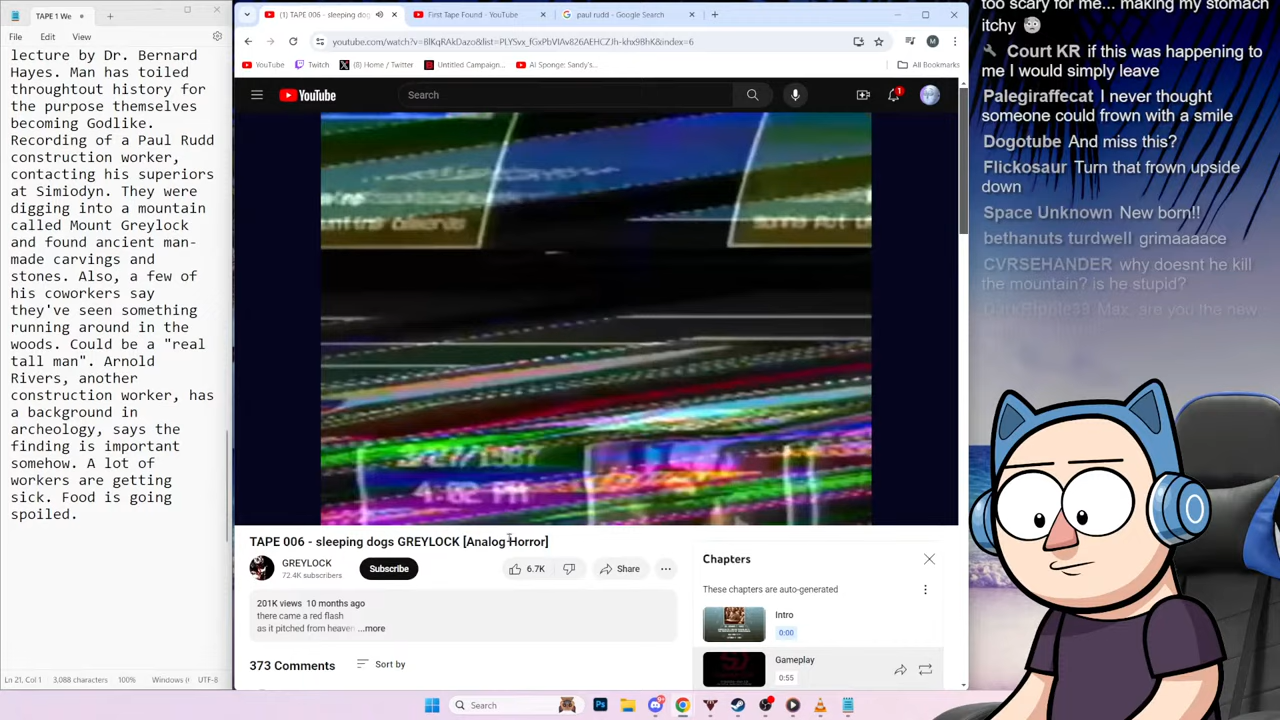 TAPE 1 We
File
Edit
View
lecture by Dr. Bernard
Hayes. Man has toiled
throughtout history for
the purpose themselves
becoming Godlike.
Recording of a Paul Rudd
construction worker,
contacting his superiors
at Simiodyn. They were
digging into a mountain
called Mount Greylock
and found ancient man-
made carvings and
stones. Also, a few of
his coworkers say
they've seen something
running around in the
woods. Could be a "real
tall man". Arnold
Rivers, another
construction worker, has
a background in
archeology, says the
finding is important
somehow. A lot of
workers are getting
sick. Food is going
spoiled.
3,088 characters
100%
Windows (
UTF-8
(1) TAPE 006 - sleeping dog
First Tape Found - YouTube
paul rudd - Google Search
youtube.com/watch?v=BlKqRAkDazo&list=PLYSvx_fGxPbVIAv826AEHCZJh-khx9BhK&index=6
YouTube
Twitch
(8) Home / Twitter
Untitled Campaign...
AI Sponge: Sandy's...
All Bookmarks
YouTube
Search
1
4:02 PM
TAPE 006 - sleeping dogs GREYLOCK [Analog Horror]
GREYLOCK
72.4K subscribers
Subscribe
6.7K
Share
201K views 10 months ago
there came a red flash
as it pitched from heaven ...more
373 Comments
Sort by
Chapters
These chapters are auto-generated
Intro
0:00
Gameplay
0:55
Search
too scary for me... making my stomach
itchy
Court KR if this was happening to
me I would simply leave
Palegiraffecat I never thought
someone could frown with a smile
Dogotube And miss this?
Flickosaur Turn that frown upside
down
Space Unknown New born!!
bethanuts turdwell grimaaaace
CVRSEHANDER why doesnt he kill
the mountain? is he stupid?
Max, are you the new